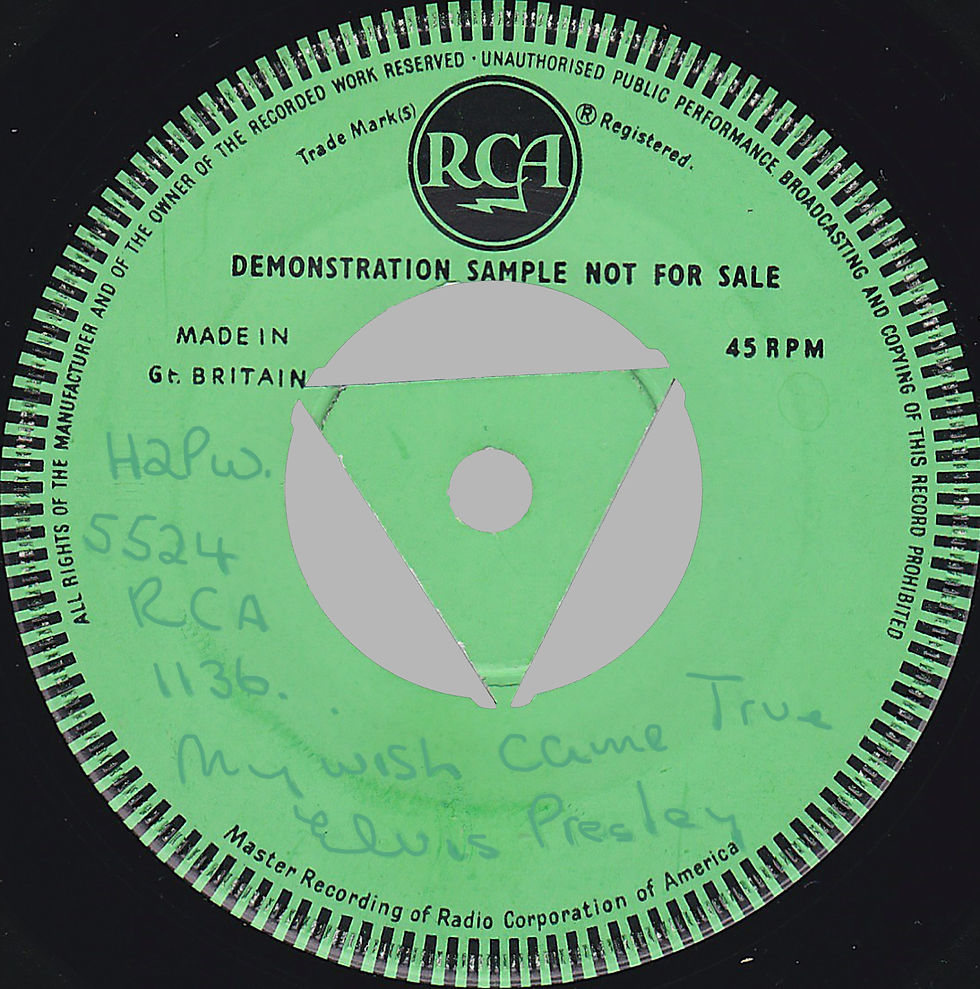 ALL RIGHTS OF THE MANUFACTURER AND OF THE OWNER OF THE RECORDED WORK RESERVED · UNAUTHORISED PUBLIC PERFORMANCE BROADCASTING AND COPYING OF THIS RECORD PROHIBITED
Trade Mark(s) ® Registered.
RCA
DEMONSTRATION SAMPLE NOT FOR SALE
MADE IN
Gt. BRITAIN
45 RPM
H2PW.
5524
RCA
1136.
My wish came True
Elvis Presley
Master Recording of Radio Corporation of America